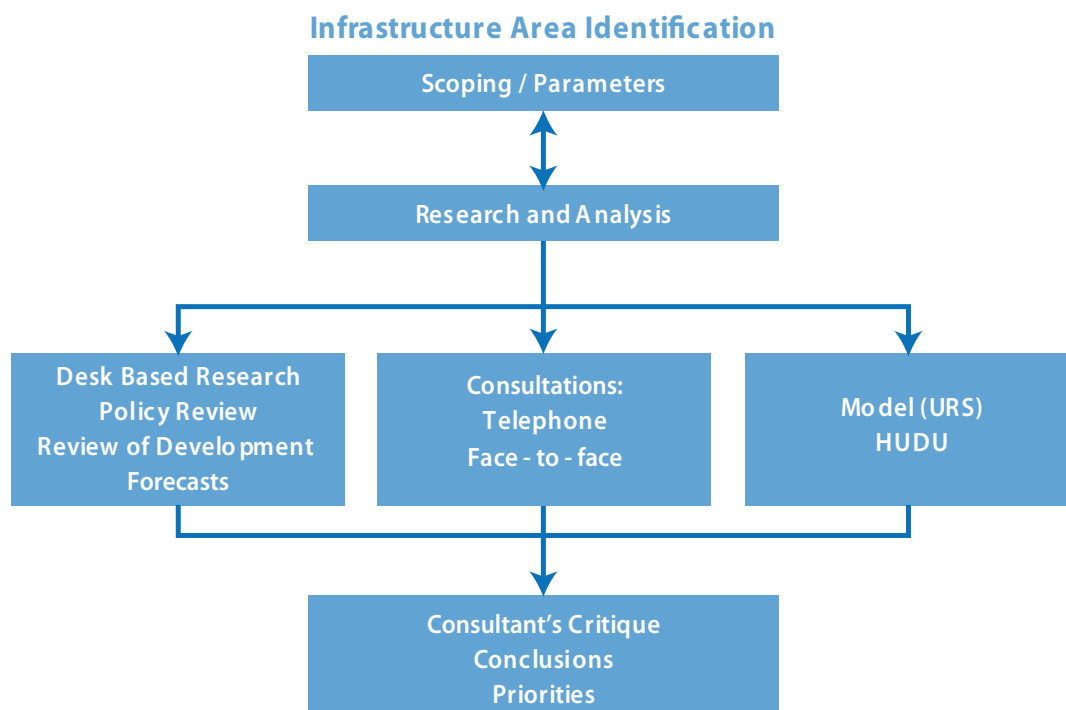 Infrastructure Area Identification
Scoping / Parameters
Research and Analysis
Desk Based Research
Policy Review
Review of Development
Forecasts
Consultations:
Telephone
Face - to - face
Model (URS)
HUDU
Consultant’s Critique
Conclusions
Priorities